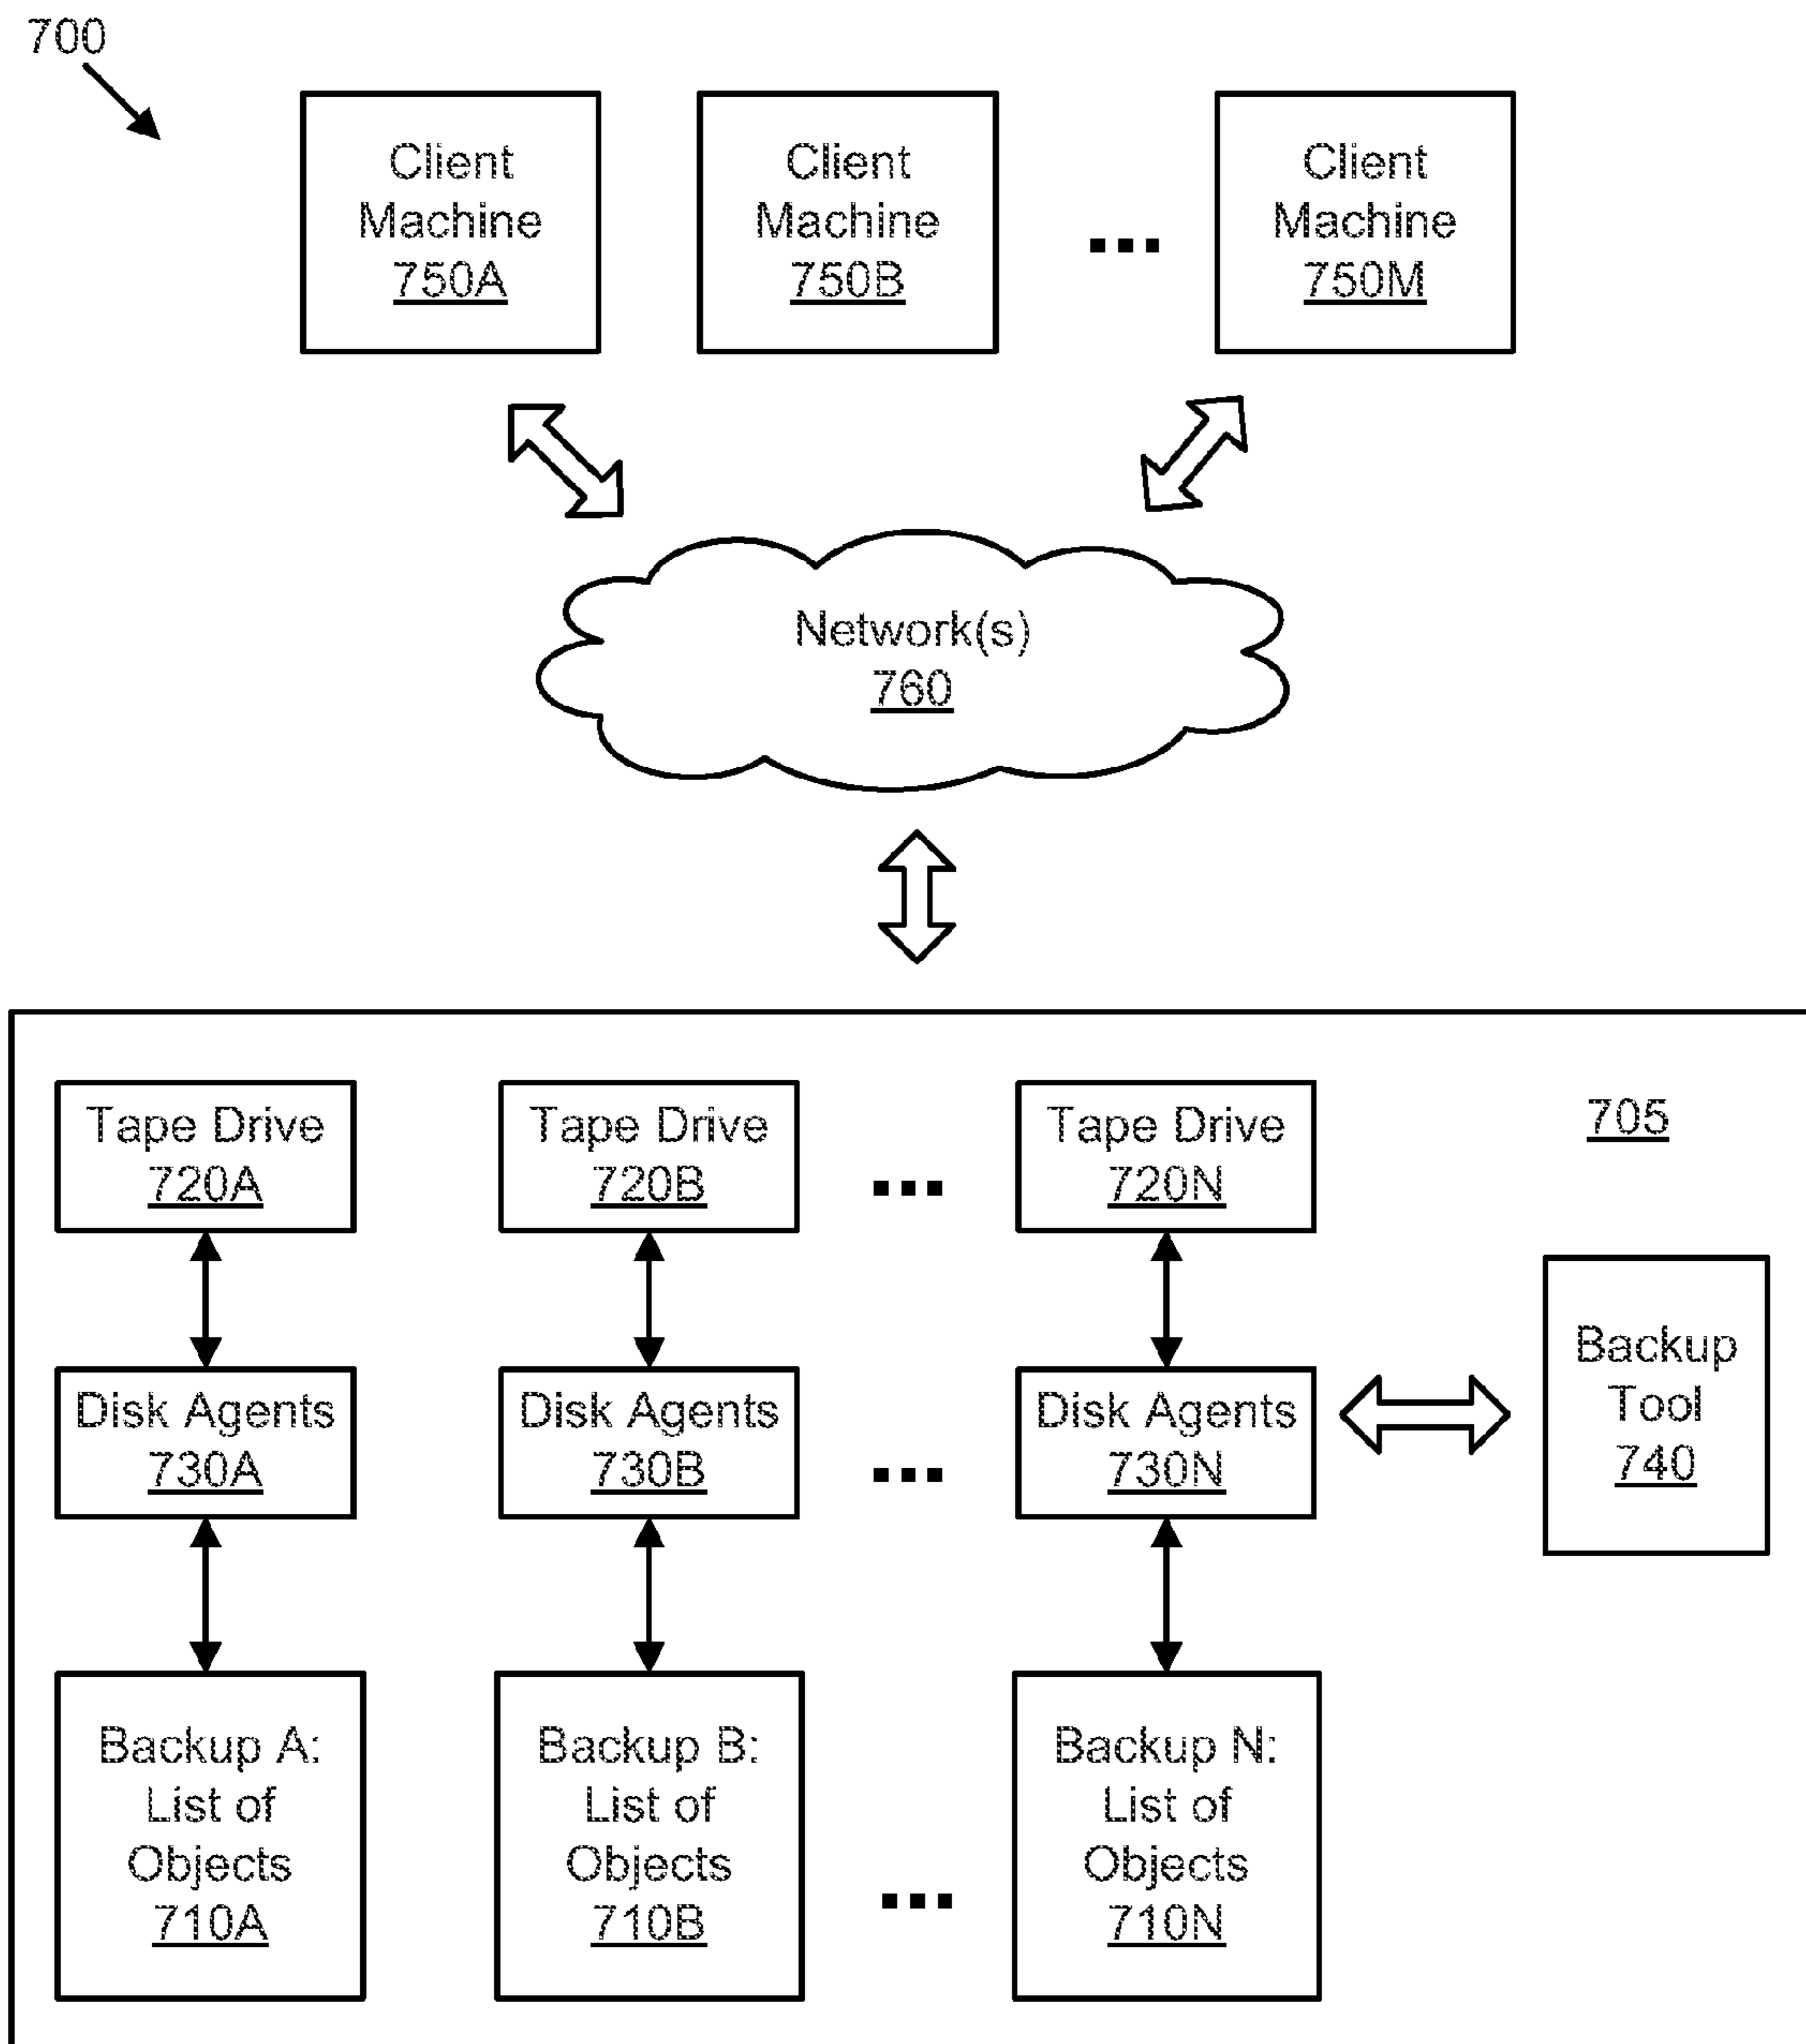 700
Client
Machine
750A
Client
Machine
750B
...
Client
Machine
750M
Network(s)
760
705
Tape Drive
720A
Tape Drive
720B
...
Tape Drive
720N
Disk Agents
730A
Disk Agents
730B
...
Disk Agents
730N
Backup
Tool
740
Backup A:
List of
Objects
710A
Backup B:
List of
Objects
710B
...
Backup N:
List of
Objects
710N